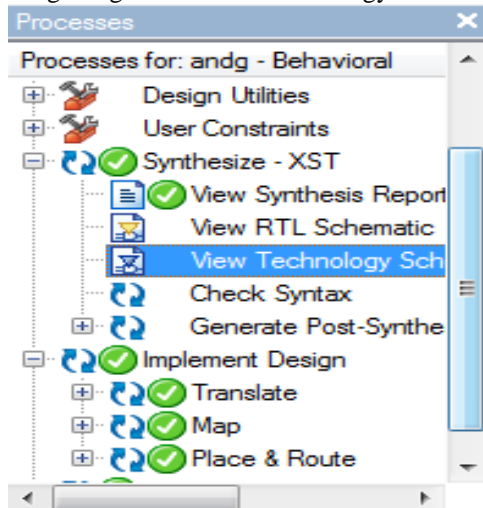 Processes
Processes for: andg - Behavioral
Design Utilities
User Constraints
Synthesize - XST
View Synthesis Report
View RTL Schematic
View Technology Sch
Check Syntax
Generate Post-Synthe
Implement Design
Translate
Map
Place & Route